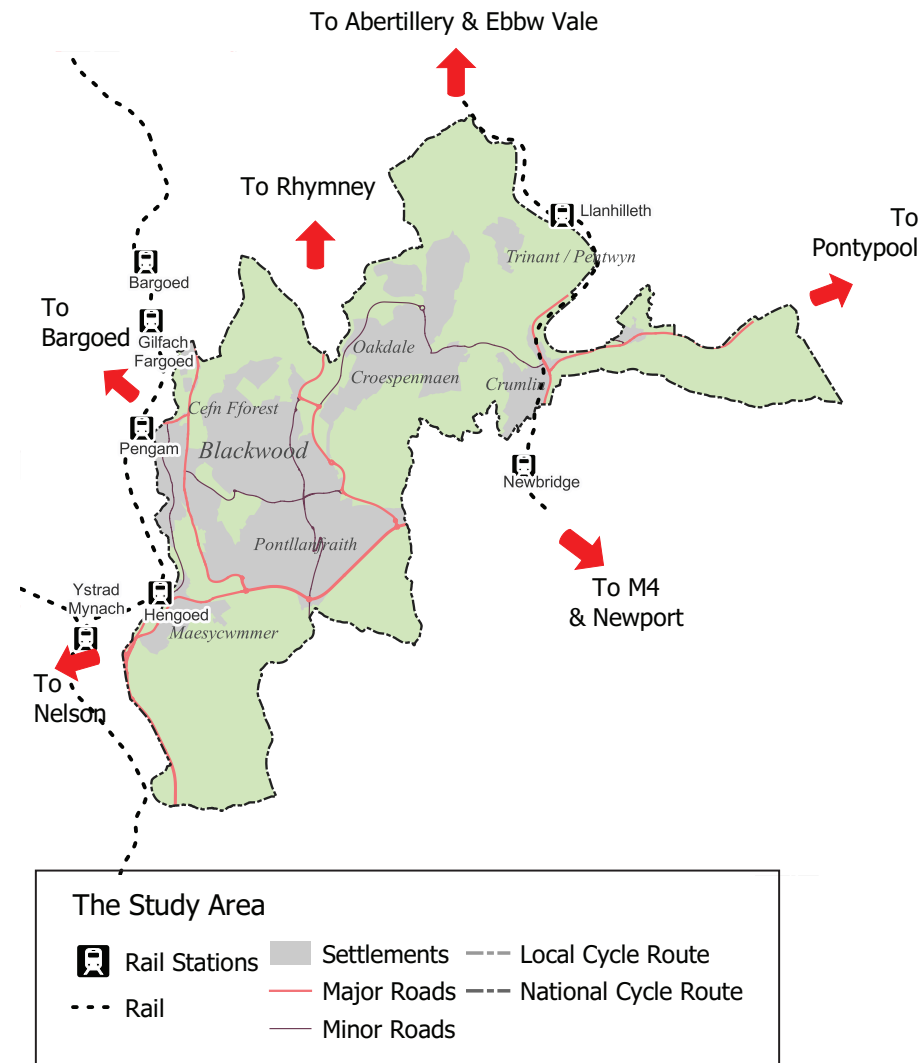 To Abertillery & Ebbw Vale
To Rhymney
Llanhilleth
To
Pontypool
Trinant / Pentwyn
Bargoed
To
Bargoed
Gilfach
Fargoed
Oakdale
Croespenmaen
Crumlin
Cefn Fforest
Pengam
Blackwood
Newbridge
Pontllanfraith
To M4
& Newport
Ystrad
Mynach
Hengoed
Maesycwmmer
To
Nelson
The Study Area
Rail Stations
Rail
Settlements
Major Roads
Minor Roads
Local Cycle Route
National Cycle Route